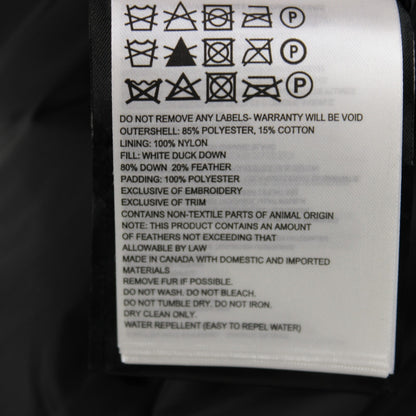 P
P
P
DO NOT REMOVE ANY LABELS- WARRANTY WILL BE VOID
OUTERSHELL: 85% POLYESTER, 15% COTTON
LINING: 100% NYLON
FILL: WHITE DUCK DOWN
80% DOWN 20% FEATHER
PADDING: 100% POLYESTER
EXCLUSIVE OF EMBROIDERY
EXCLUSIVE OF TRIM
CONTAINS NON-TEXTILE PARTS OF ANIMAL ORIGIN
NOTE: THIS PRODUCT CONTAINS AN AMOUNT
OF FEATHERS NOT EXCEEDING THAT
ALLOWABLE BY LAW
MADE IN CANADA WITH DOMESTIC AND IMPORTED
MATERIALS
REMOVE FUR IF POSSIBLE.
DO NOT WASH. DO NOT BLEACH.
DO NOT TUMBLE DRY. DO NOT IRON.
DRY CLEAN ONLY.
WATER REPELLENT (EASY TO REPEL WATER)